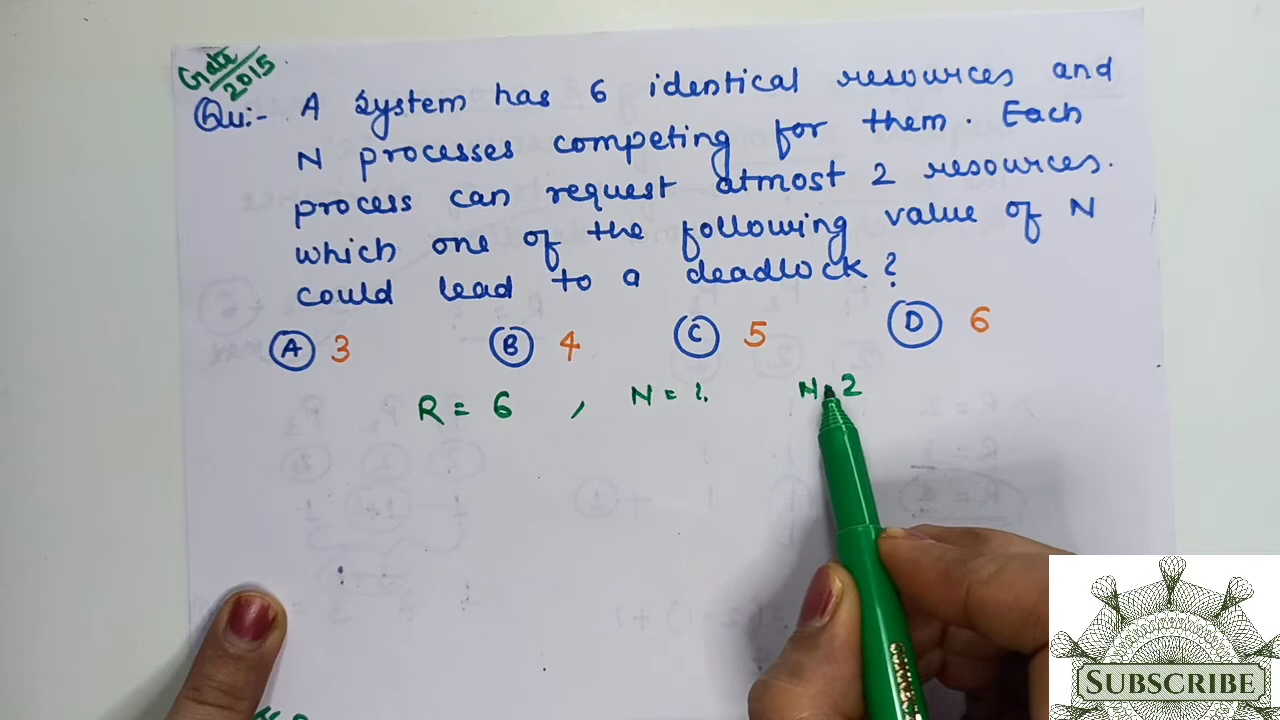 Gate 2015
Qu:- A System has 6 identical resources and
N processes competing for them. Each
process can request atmost 2 resources.
which one of the following value of N
could lead to a deadlock?
A 3 B 4 C 5 D 6
R = 6 , N = ? N 2
SUBSCRIBE